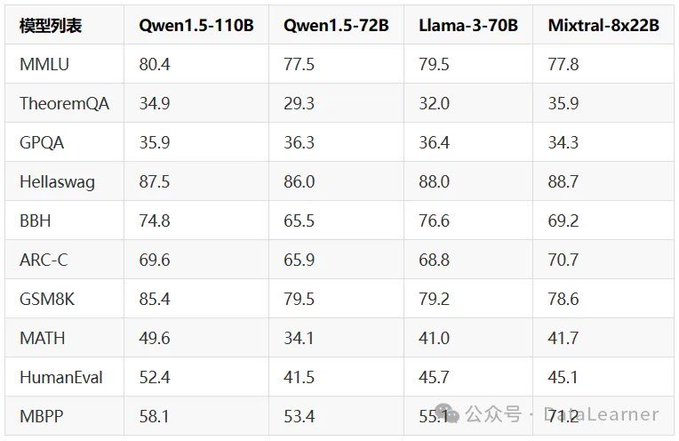 模型列表 Qwen1.5-110B Qwen1.5-72B Llama-3-70B Mixtral-8x22B
MMLU 80.4 77.5 79.5 77.8
TheoremQA 34.9 29.3 32.0 35.9
GPQA 35.9 36.3 36.4 34.3
Hellaswag 87.5 86.0 88.0 88.7
BBH 74.8 65.5 76.6 69.2
ARC-C 69.6 65.9 68.8 70.7
GSM8K 85.4 79.5 79.2 78.6
MATH 49.6 34.1 41.0 41.7
HumanEval 52.4 41.5 45.7 45.1
MBPP 58.1 53.4 55.1 71.2
公众号 · DataLearner